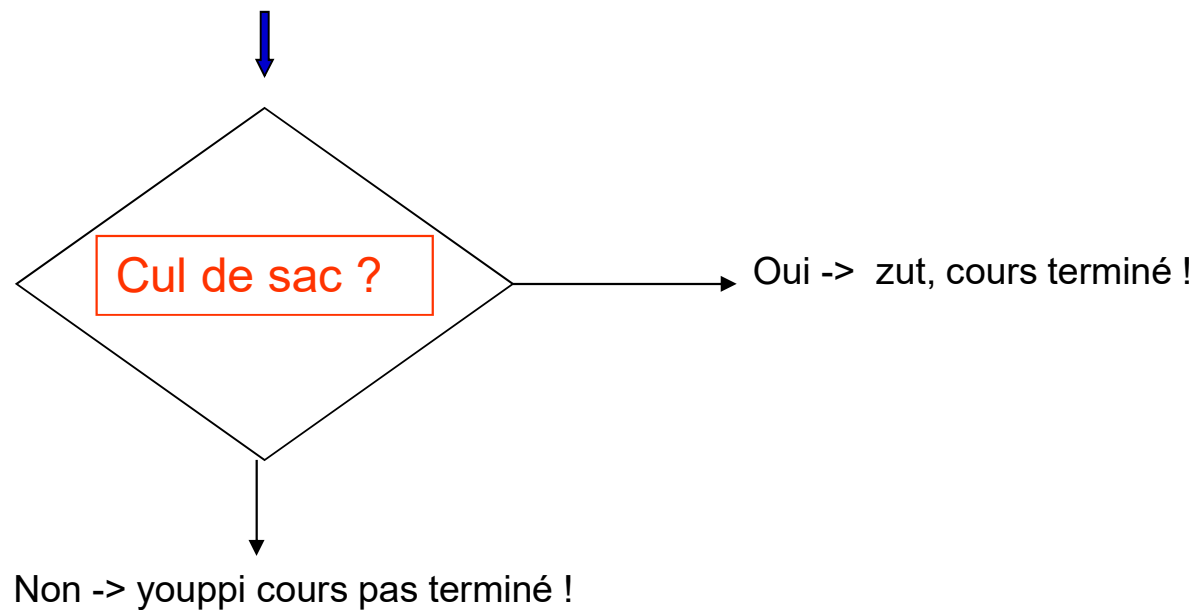 Cul de sac ?
Oui ->  zut, cours terminé !
Non -> youppi cours pas terminé !